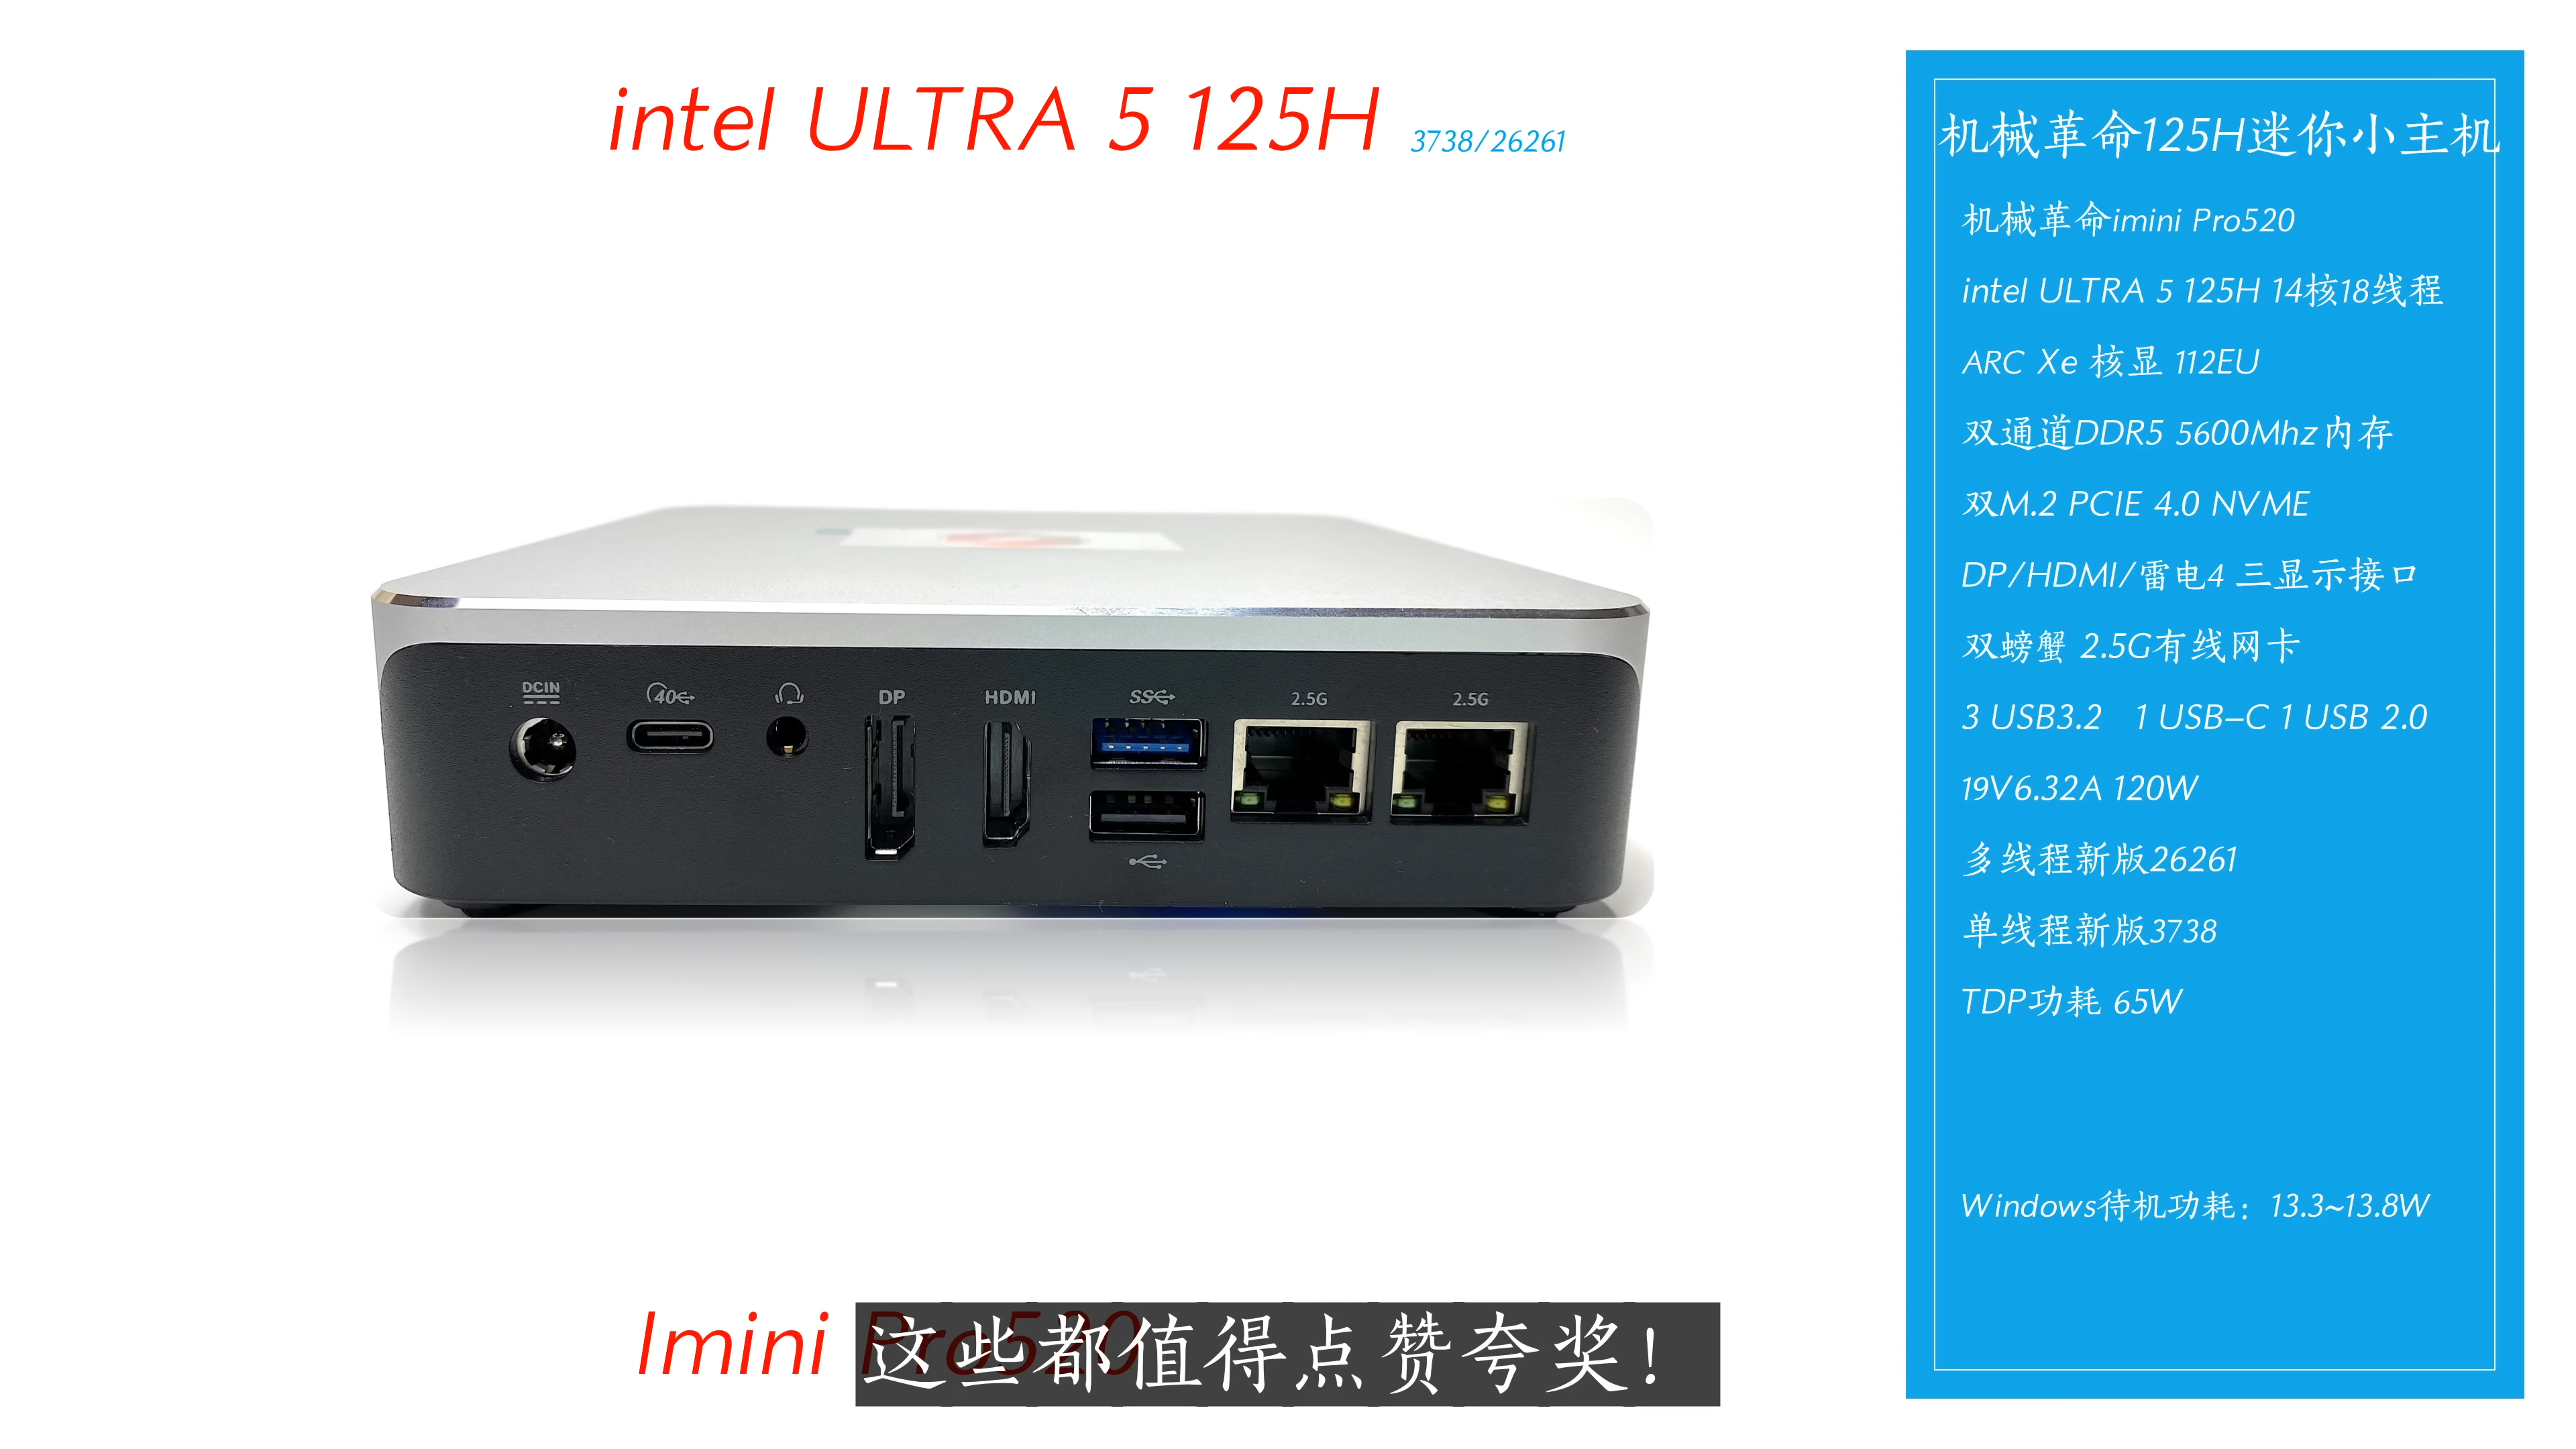 intel ULTRA 5 125H 3738/26261
DCIN
40
DP
HDMI
SS
2.5G
2.5G
Imini Pro520
这些都值得点赞夸奖！
机械革命125H迷你小主机
机械革命imini Pro520
intel ULTRA 5 125H 14核18线程
ARC Xe 核显 112EU
双通道DDR5 5600Mhz内存
双M.2 PCIE 4.0 NVME
DP/HDMI/雷电4 三显示接口
双螃蟹 2.5G有线网卡
3 USB3.2 1 USB-C 1 USB 2.0
19V6.32A 120W
多线程新版26261
单线程新版3738
TDP功耗 65W
Windows待机功耗：13.3~13.8W